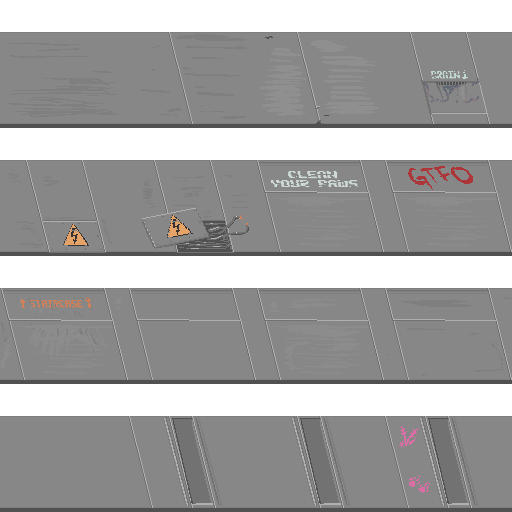 DRAIN↓
CLEAN
YOUR PAWS
GTFO
↑ STAIRCASE ↑